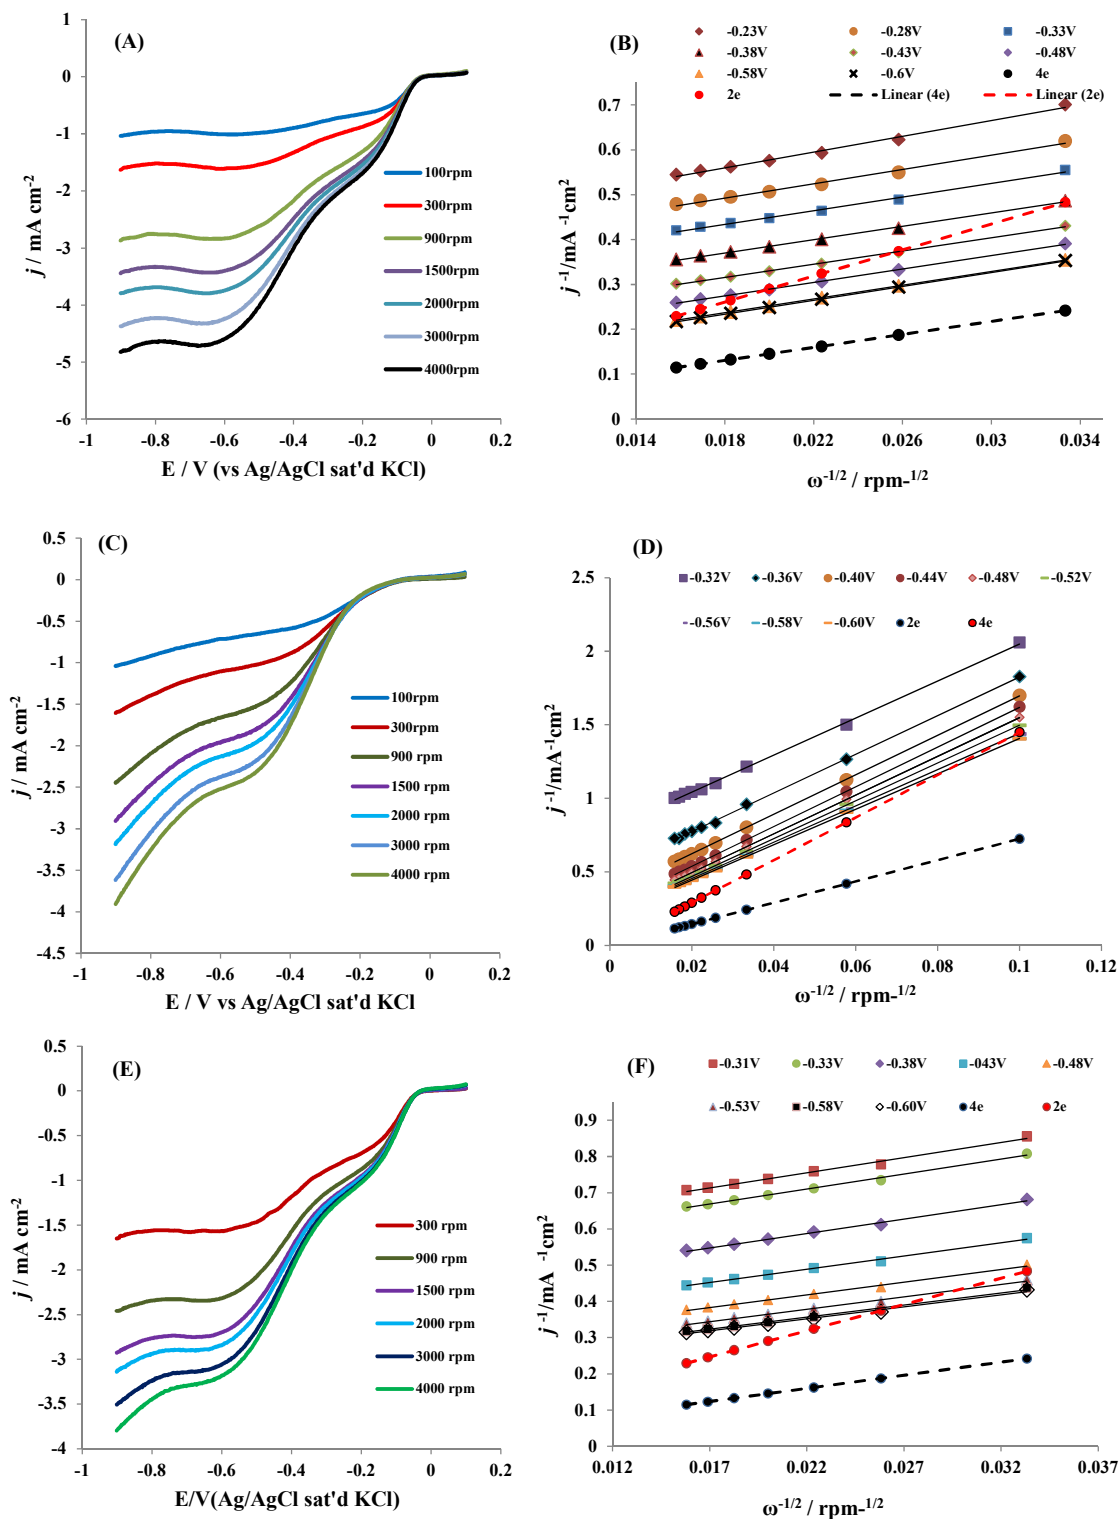 (A)
j / mA cm-2
1
0
-1
-2
-3
-4
-5
-6
-1 -0.8 -0.6 -0.4 -0.2 0 0.2
E / V (vs Ag/AgCl sat'd KCl)
100rpm
300rpm
900rpm
1500rpm
2000rpm
3000rpm
4000rpm
(B)
-0.23V -0.28V -0.33V
-0.38V -0.43V -0.48V
-0.58V -0.6V 4e
2e Linear (4e) Linear (2e)
j -1/mA -1cm2
0.7
0.6
0.5
0.4
0.3
0.2
0.1
0
0.014 0.018 0.022 0.026 0.03 0.034
ω-1/2 / rpm-1/2
(C)
j / mA cm-2
0.5
0
-0.5
-1
-1.5
-2
-2.5
-3
-3.5
-4
-4.5
-1 -0.8 -0.6 -0.4 -0.2 0 0.2
E / V vs Ag/AgCl sat'd KCl
100rpm
300rpm
900 rpm
1500 rpm
2000 rpm
3000 rpm
4000 rpm
(D)
-0.32V -0.36V -0.40V -0.44V -0.48V -0.52V
-0.56V -0.58V -0.60V 2e 4e
j -1/mA-1cm2
2.5
2
1.5
1
0.5
0
0 0.02 0.04 0.06 0.08 0.1 0.12
ω-1/2 / rpm-1/2
(E)
j / mA cm-2
0.5
0
-0.5
-1
-1.5
-2
-2.5
-3
-3.5
-4
-1 -0.8 -0.6 -0.4 -0.2 0 0.2
E/V(Ag/AgCl sat'd KCl)
300 rpm
900 rpm
1500 rpm
2000 rpm
3000 rpm
4000 rpm
(F)
-0.31V -0.33V -0.38V -043V -0.48V
-0.53V -0.58V -0.60V 4e 2e
j -1/mA -1cm2
0.9
0.8
0.7
0.6
0.5
0.4
0.3
0.2
0.1
0
0.012 0.017 0.022 0.027 0.032 0.037
ω-1/2 / rpm-1/2